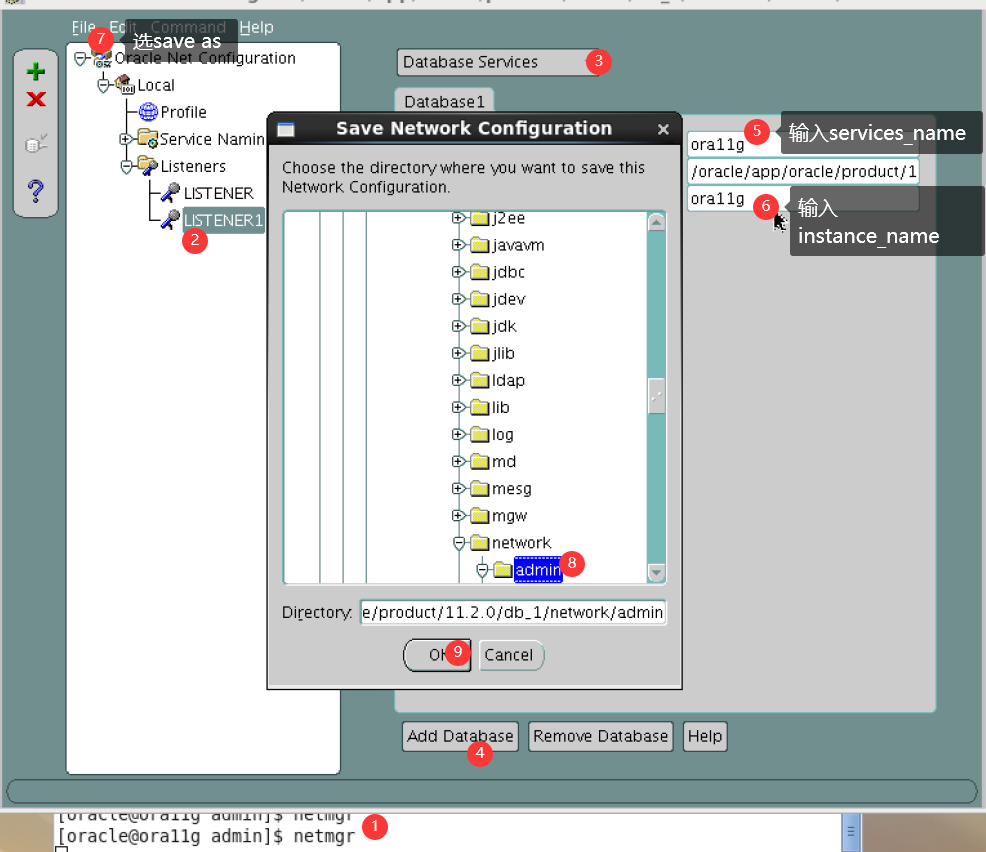 File Edit Command Help
7
选save as
Oracle Net Configuration
Local
Profile
Service Namin
Listeners
LISTENER
LISTENER1
2
Database Services
3
Database1
ora11g
5
输入services_name
/oracle/app/oracle/product/1
ora11g
6
输入
instance_name
Save Network Configuration
Choose the directory where you want to save this
Network Configuration.
j2ee
javavm
jdbc
jdev
jdk
jlib
ldap
lib
log
md
mesg
mgw
network
admin
8
Directory: e/product/11.2.0/db_1/network/admin
OK
9
Cancel
Add Database
4
Remove Database
Help
[oracle@ora11g admin]$ netmgr
[oracle@ora11g admin]$ netmgr
1